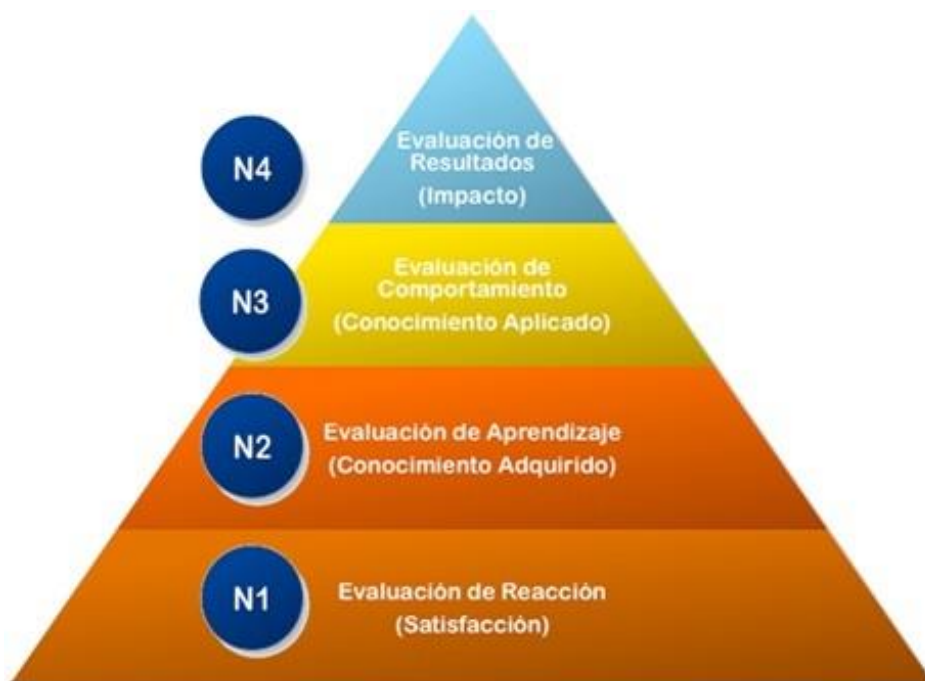 N4
Evaluación de
Resultados
(Impacto)
N3
Evaluación de
Comportamiento
(Conocimiento Aplicado)
N2
Evaluación de Aprendizaje
(Conocimiento Adquirido)
N1
Evaluación de Reacción
(Satisfacción)